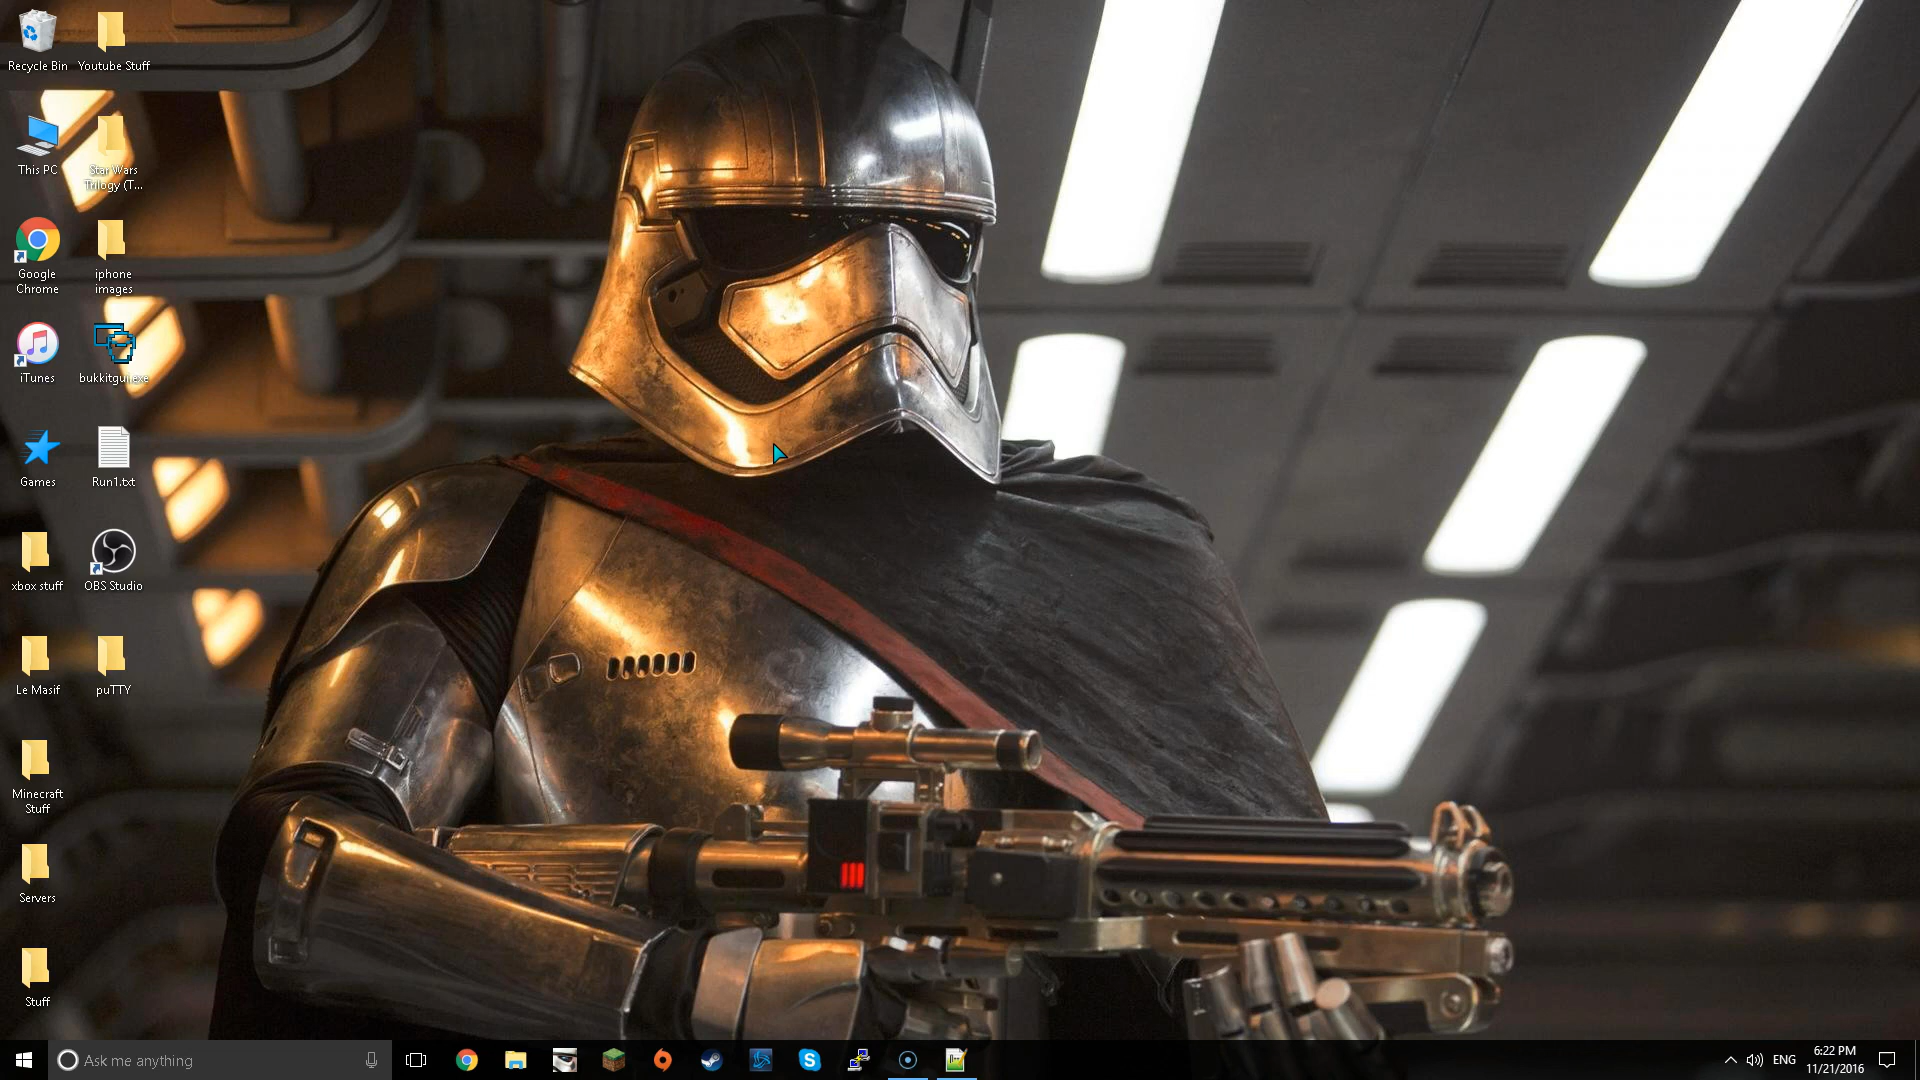 Recycle Bin
Youtube Stuff
This PC
Star Wars
Trilogy (T...
Google
Chrome
iphone
images
iTunes
bukkitgui.exe
Games
Run1.txt
xbox stuff
OBS Studio
Le Masif
puTTY
Minecraft
Stuff
Servers
Stuff
Ask me anything
ENG
6:22 PM
11/21/2016